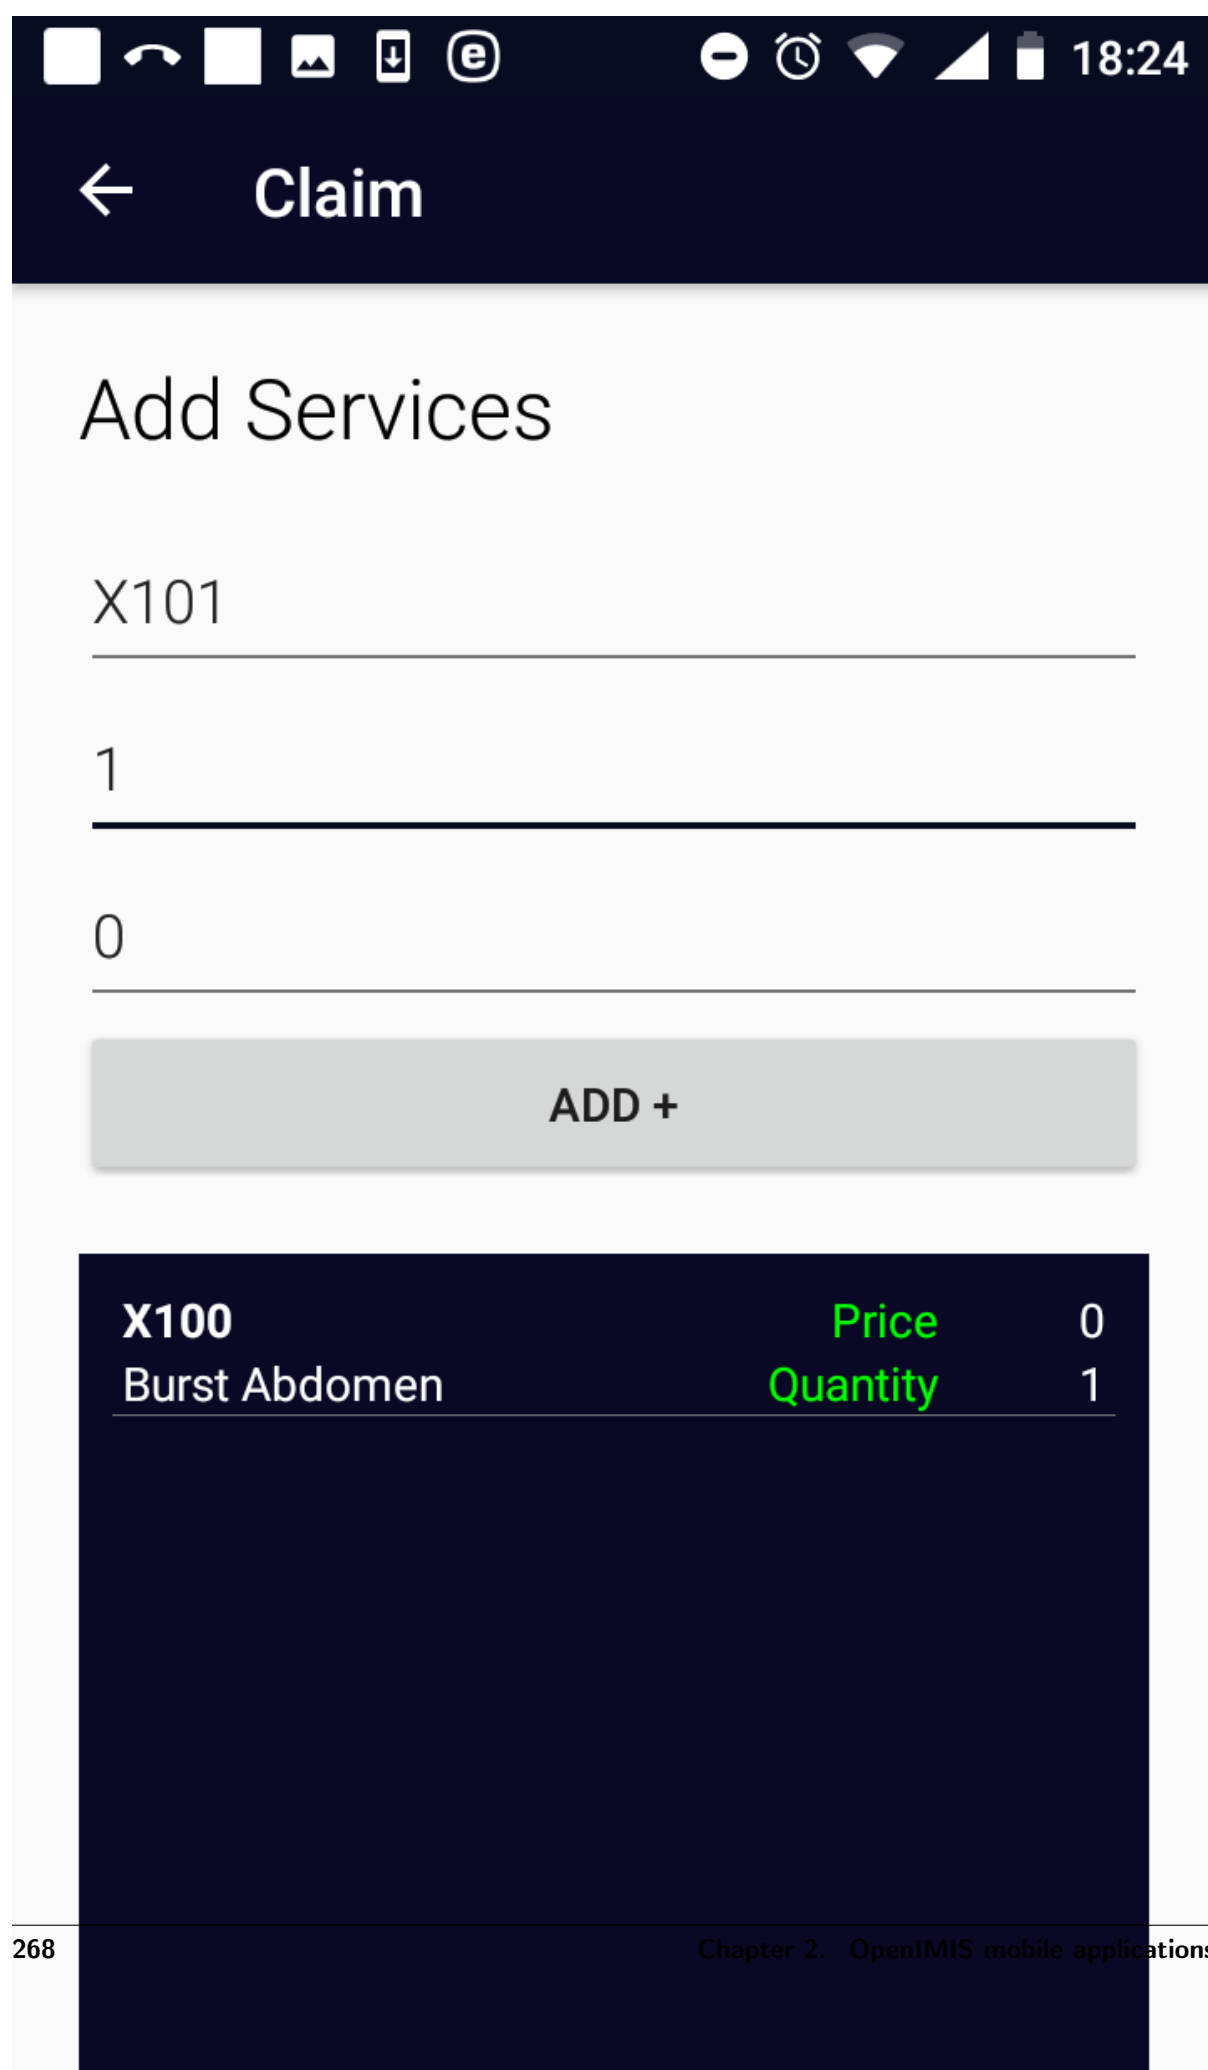 18:24
Claim
Add Services
X101
1
0
ADD +
X100 Price 0
Burst Abdomen Quantity 1
268 Chapter 2. OpenIMIS mobile applications